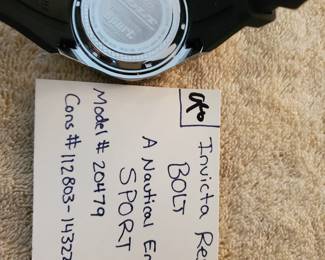 Invicta Re
BOLT
A Nautical En
SPORT
Model # 20479
Cons # 112803-1432